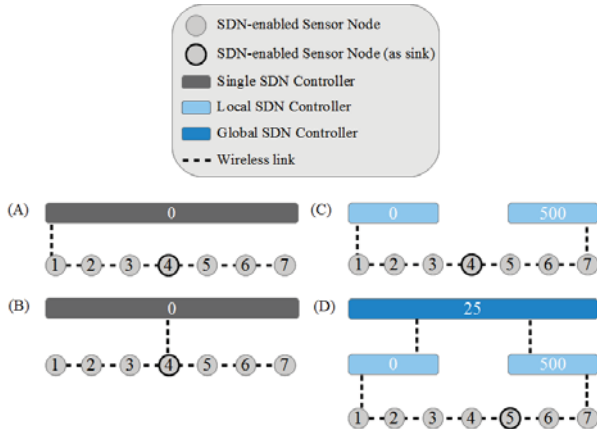 SDN-enabled Sensor Node
SDN-enabled Sensor Node (as sink)
Single SDN Controller
Local SDN Controller
Global SDN Controller
Wireless link
(A)
0
1 2 3 4 5 6 7
(B)
0
1 2 3 4 5 6 7
(C)
0 500
1 2 3 4 5 6 7
(D)
25
0 500
1 2 3 4 5 6 7